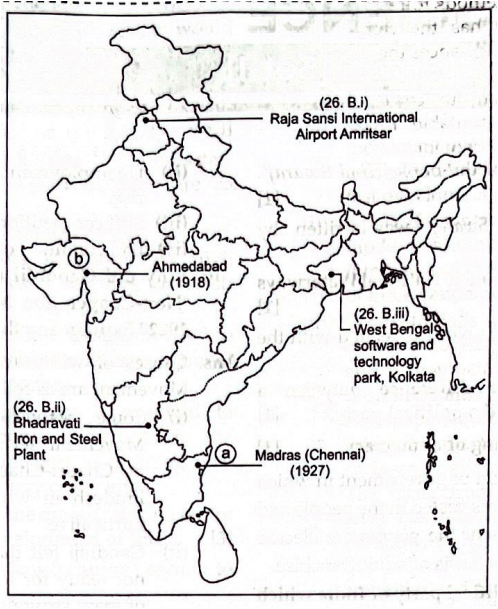 (26. B.i)
Raja Sansi International
Airport Amritsar
b
Ahmedabad
(1918)
(26. B.iii)
West Bengal
software and
technology
park, Kolkata
(26. B.ii)
Bhadravati
Iron and Steel
Plant
a
Madras (Chennai)
(1927)